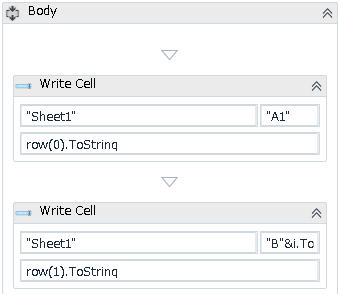 Body
Write Cell
"Sheet1" "A1"
row(0).ToString
Write Cell
"Sheet1" "B"&i.To
row(1).ToString